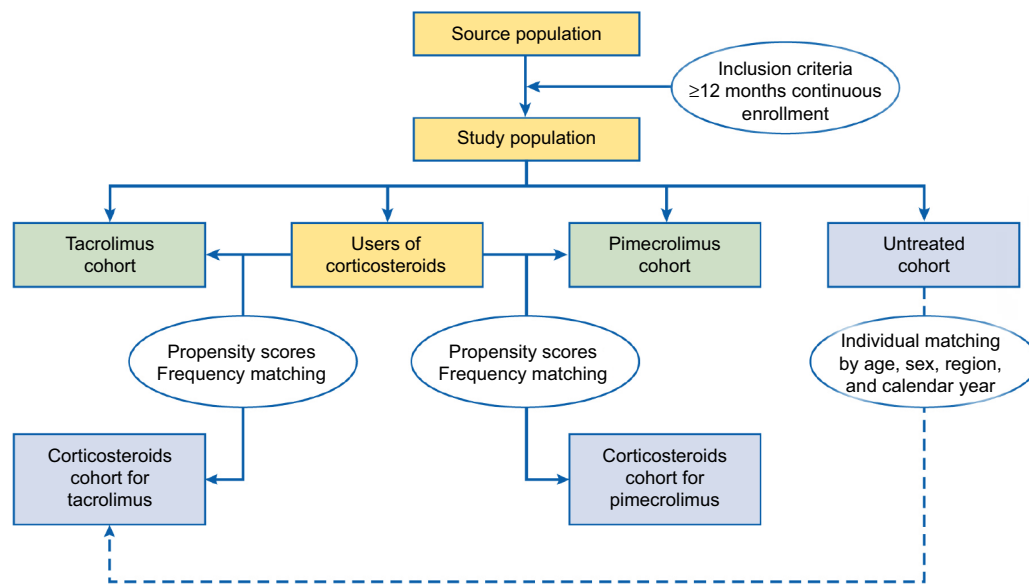 Source population
Inclusion criteria
≥12 months continuous
enrollment
Study population
Tacrolimus
cohort
Users of
corticosteroids
Pimecrolimus
cohort
Untreated
cohort
Propensity scores
Frequency matching
Propensity scores
Frequency matching
Individual matching
by age, sex, region,
and calendar year
Corticosteroids
cohort for
tacrolimus
Corticosteroids
cohort for
pimecrolimus